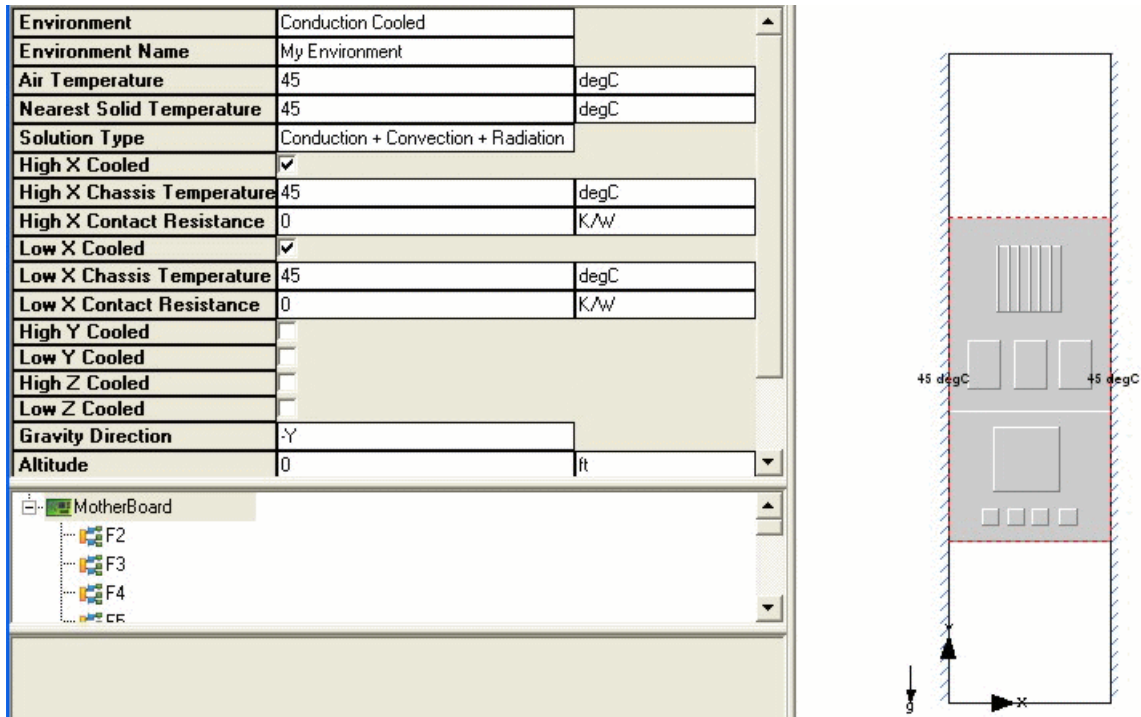 Environment Conduction Cooled
Environment Name My Environment
Air Temperature 45 degC
Nearest Solid Temperature 45 degC
Solution Type Conduction + Convection + Radiation
High X Cooled
High X Chassis Temperature 45 degC
High X Contact Resistance 0 K/W
Low X Cooled
Low X Chassis Temperature 45 degC
Low X Contact Resistance 0 K/W
High Y Cooled
Low Y Cooled
High Z Cooled
Low Z Cooled
Gravity Direction -Y
Altitude 0 ft
MotherBoard
F2
F3
F4
F5
45 degC 45 degC
Y
X
g